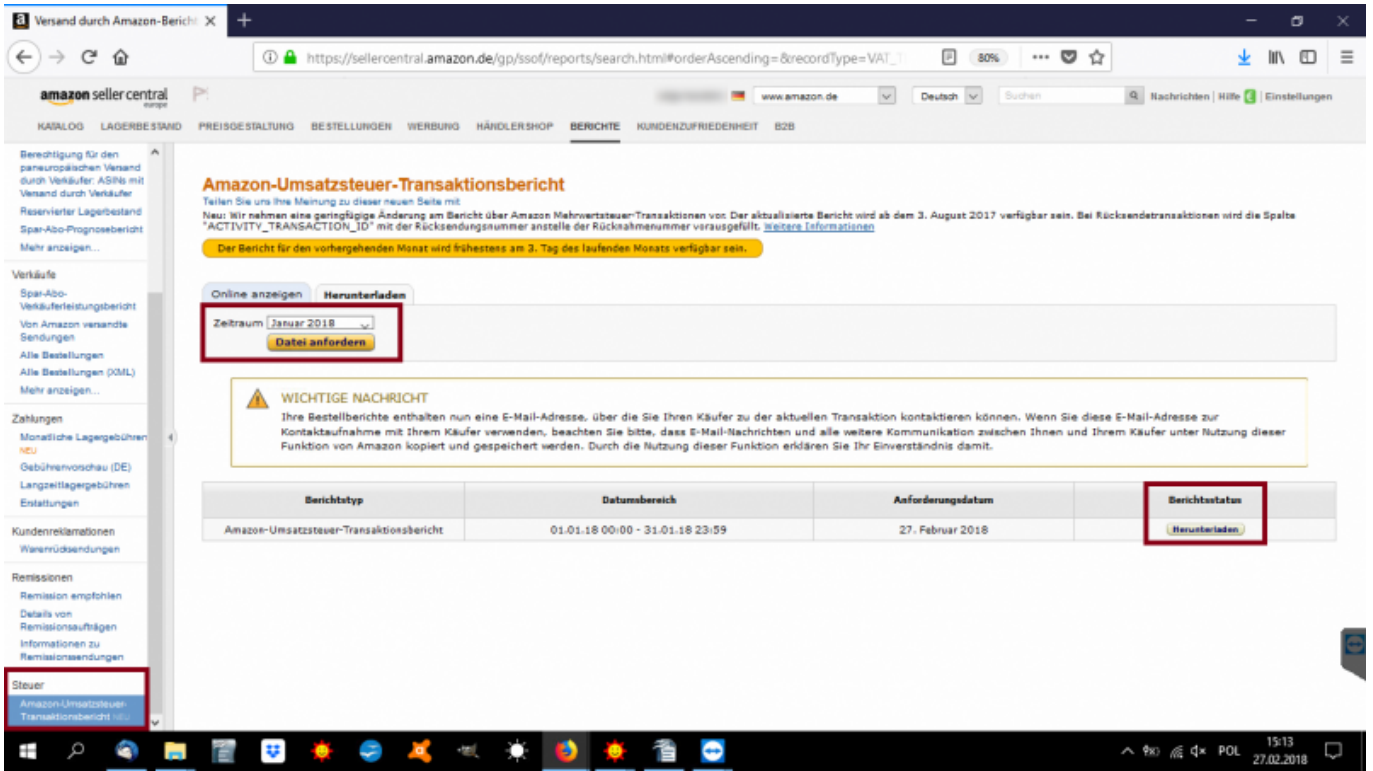 Versand durch Amazon-Bericht
https://sellercentral.amazon.de/gp/ssof/reports/search.html#orderAscending=&recordType=VAT_T
80%
amazon seller central
europe
www.amazon.de
Deutsch
Suchen
Nachrichten | Hilfe | Einstellungen
KATALOG LAGERBESTAND PREISGESTALTUNG BESTELLUNGEN WERBUNG HÄNDLERSHOP BERICHTE KUNDENZUFRIEDENHEIT B2B
Berechtigung für den
paneuropäischen Versand
durch Verkäufer: ASINs mit
Versand durch Verkäufer
Reservierter Lagerbestand
Spar-Abo-Prognosebericht
Mehr anzeigen...
Verkäufe
Spar-Abo-
Verkäuferleistungsbericht
Von Amazon versandte
Sendungen
Alle Bestellungen
Alle Bestellungen (XML)
Mehr anzeigen...
Zahlungen
Monatliche Lagergebühren
NEU
Gebührenvorschau (DE)
Langzeitlagergebühren
Erstattungen
Kundenreklamationen
Warenrücksendungen
Remissionen
Remission empfohlen
Details von
Remissionsaufträgen
Informationen zu
Remissionssendungen
Steuer
Amazon-Umsatzsteuer-
Transaktionsbericht NEU
Amazon-Umsatzsteuer-Transaktionsbericht
Teilen Sie uns Ihre Meinung zu dieser neuen Seite mit
Neu: Wir nehmen eine geringfügige Änderung am Bericht über Amazon Mehrwertsteuer-Transaktionen vor. Der aktualisierte Bericht wird ab dem 3. August 2017 verfügbar sein. Bei Rücksendetransaktionen wird die Spalte
"ACTIVITY_TRANSACTION_ID" mit der Rücksendungsnummer anstelle der Rücknahmenummer vorausgefüllt. Weitere Informationen
Der Bericht für den vorhergehenden Monat wird frühestens am 3. Tag des laufenden Monats verfügbar sein.
Online anzeigen Herunterladen
Zeitraum Januar 2018
Datei anfordern
WICHTIGE NACHRICHT
Ihre Bestellberichte enthalten nun eine E-Mail-Adresse, über die Sie Ihren Käufer zu der aktuellen Transaktion kontaktieren können. Wenn Sie diese E-Mail-Adresse zur
Kontaktaufnahme mit Ihrem Käufer verwenden, beachten Sie bitte, dass E-Mail-Nachrichten und alle weitere Kommunikation zwischen Ihnen und Ihrem Käufer unter Nutzung dieser
Funktion von Amazon kopiert und gespeichert werden. Durch die Nutzung dieser Funktion erklären Sie Ihr Einverständnis damit.
Berichtstyp Datumsbereich Anforderungsdatum Berichtsstatus
Amazon-Umsatzsteuer-Transaktionsbericht 01.01.18 00:00 - 31.01.18 23:59 27. Februar 2018 Herunterladen
POL
15:13
27.02.2018